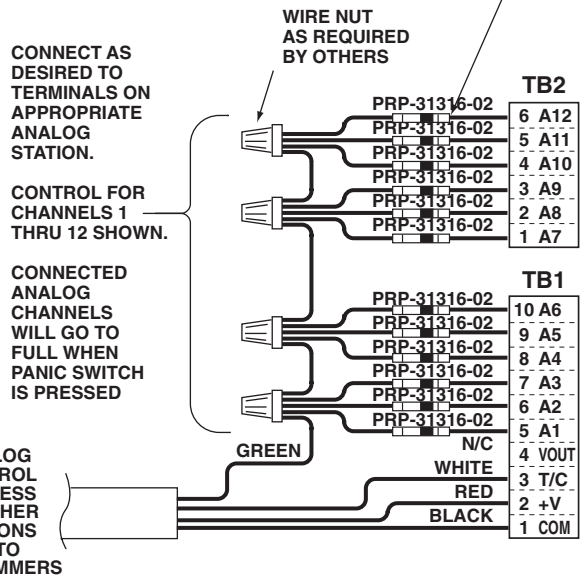 WIRE NUT
AS REQUIRED
BY OTHERS
CONNECT AS
DESIRED TO
TERMINALS ON
APPROPRIATE
ANALOG
STATION.
CONTROL FOR
CHANNELS 1
THRU 12 SHOWN.
CONNECTED
ANALOG
CHANNELS
WILL GO TO
FULL WHEN
PANIC SWITCH
IS PRESSED
TB2
PRP-31316-02 6 A12
PRP-31316-02 5 A11
PRP-31316-02 4 A10
PRP-31316-02 3 A9
PRP-31316-02 2 A8
PRP-31316-02 1 A7
TB1
PRP-31316-02 10 A6
PRP-31316-02 9 A5
PRP-31316-02 8 A4
PRP-31316-02 7 A3
PRP-31316-02 6 A2
PRP-31316-02 5 A1
N/C 4 VOUT
GREEN
WHITE 3 T/C
RED 2 +V
BLACK 1 COM
LOG
TROL
ESS
HER
IONS
TO
MMERS